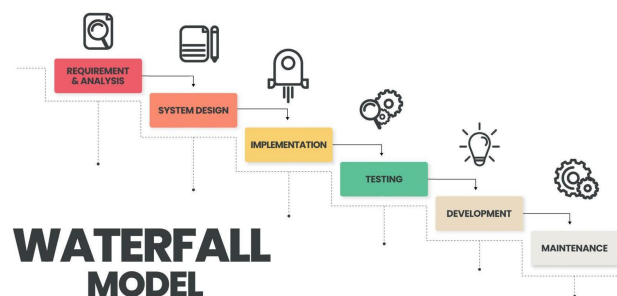 REQUIREMENT
& ANALYSIS
SYSTEM DESIGN
IMPLEMENTATION
TESTING
DEVELOPMENT
MAINTENANCE
WATERFALL
MODEL